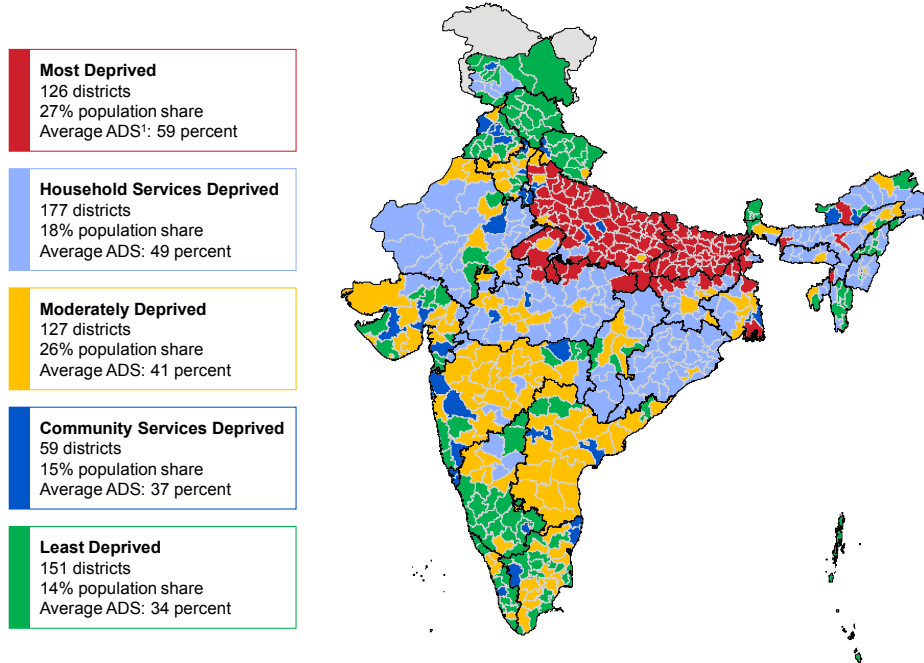 Most Deprived
126 districts
27% population share
Average ADS¹: 59 percent
Household Services Deprived
177 districts
18% population share
Average ADS: 49 percent
Moderately Deprived
127 districts
26% population share
Average ADS: 41 percent
Community Services Deprived
59 districts
15% population share
Average ADS: 37 percent
Least Deprived
151 districts
14% population share
Average ADS: 34 percent